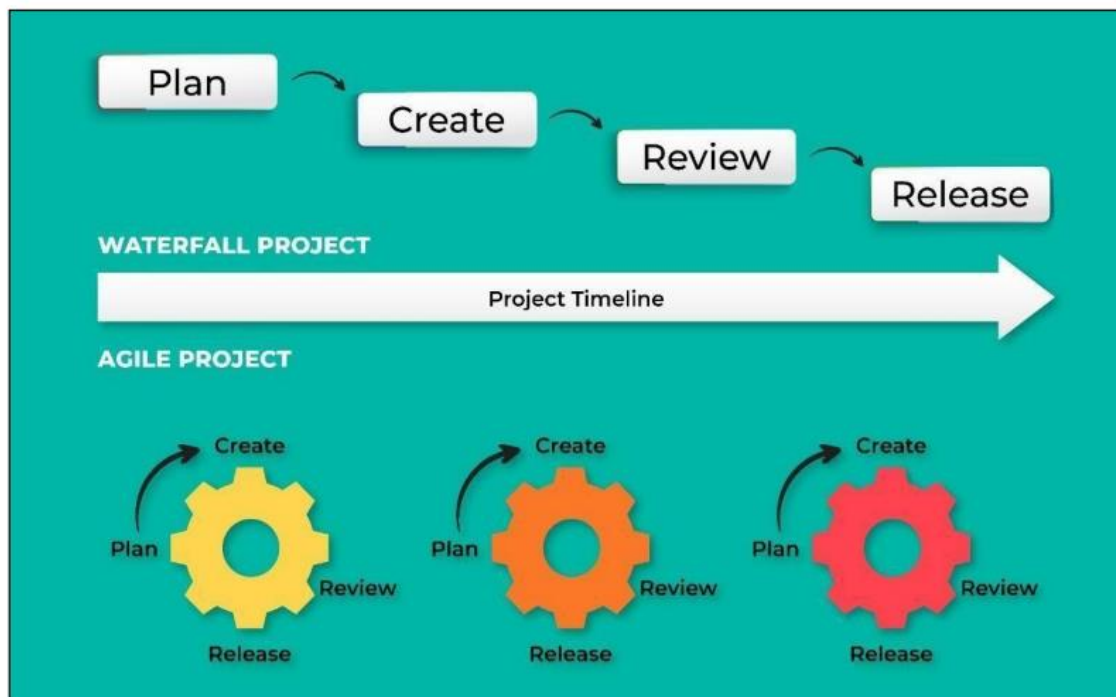 Plan
Create
Review
Release
WATERFALL PROJECT
Project Timeline
AGILE PROJECT
Create
Plan
Review
Release
Create
Plan
Review
Release
Create
Plan
Review
Release